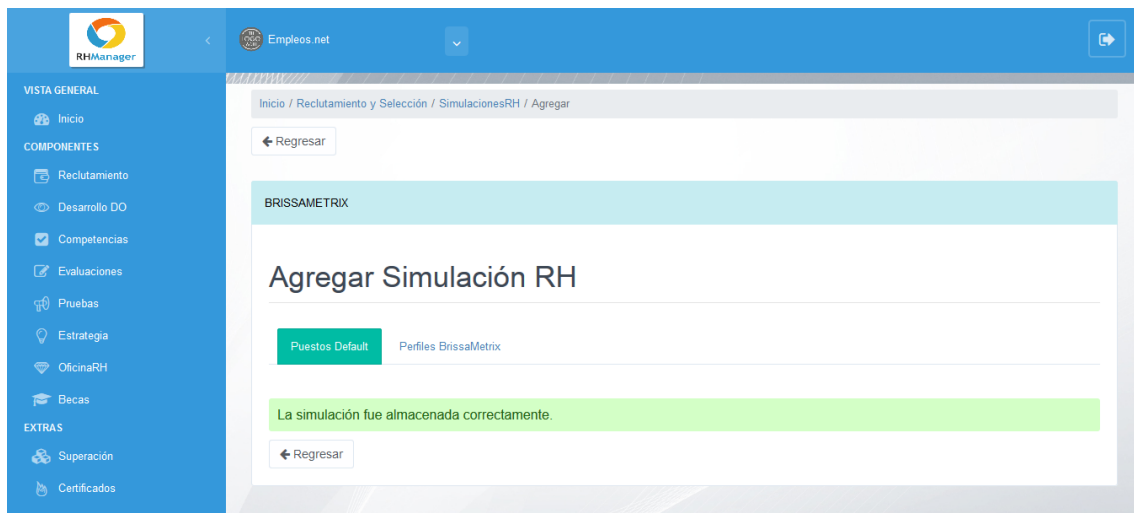 RHManager
Empleos.net
VISTA GENERAL
Inicio
COMPONENTES
Reclutamiento
Desarrollo DO
Competencias
Evaluaciones
Pruebas
Estrategia
OficinaRH
Becas
EXTRAS
Superación
Certificados
Inicio / Reclutamiento y Selección / SimulacionesRH / Agregar
Regresar
BRISSAMETRIX
Agregar Simulación RH
Puestos Default
Perfiles BrissaMetrix
La simulación fue almacenada correctamente.
Regresar